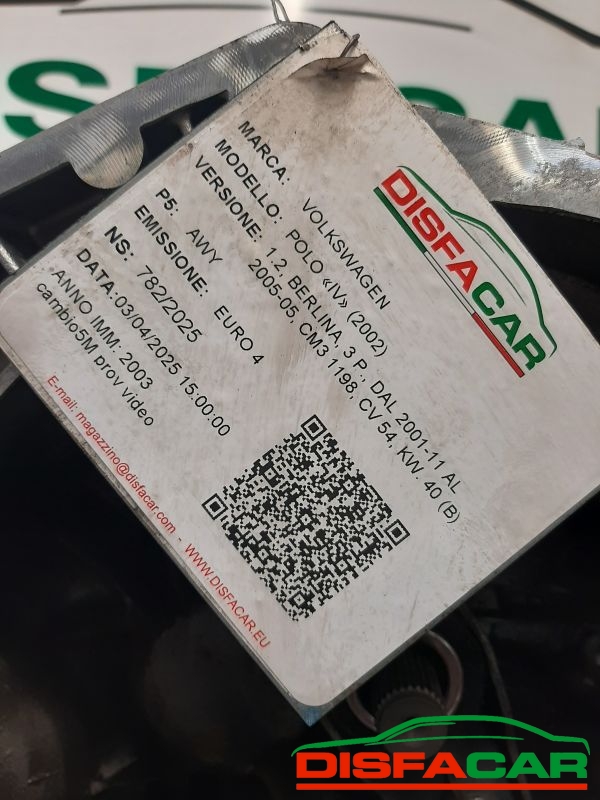 DISFACAR
MARCA: VOLKSWAGEN
MODELLO: POLO «IV» (2002)
VERSIONE: 1.2, BERLINA, 3 P., DAL 2001-11 AL
2005-05, CM3 1198, CV 54, KW. 40 (B)
P5: AWY
EMISSIONE: EURO 4
NS: 782/2025
DATA:03/04/2025 15:00:00
ANNO IMM: 2003
cambio5M prov video
E-mail: magazzino@disfacar.com - WWW.DISFACAR.EU
DISFACAR